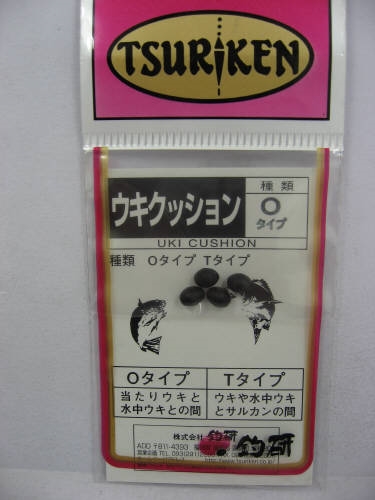 TSURIKEN
ウキクッション
種類
O
タイプ
UKI CUSHION
種類 Oタイプ Tタイプ
Oタイプ
Tタイプ
当たりウキと
水中ウキとの間
ウキや水中ウキ
とサルカンの間
株式会社 釣研
釣研
ADD 〒811-4393